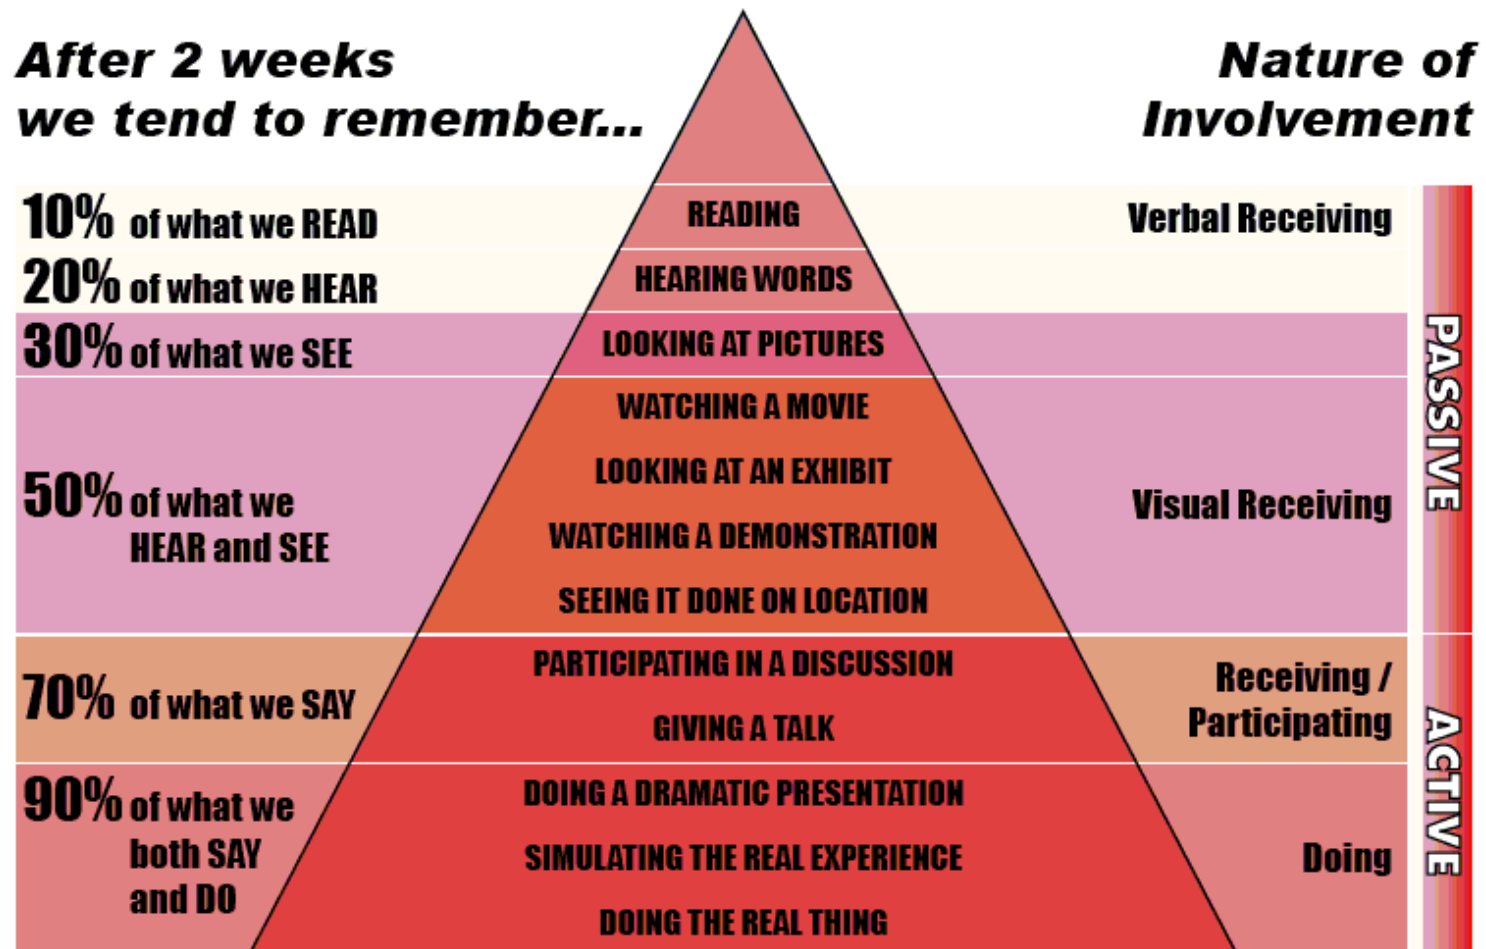 After 2 weeks
we tend to remember...
Nature of
Involvement
10% of what we READ
READING
Verbal Receiving
20% of what we HEAR
HEARING WORDS
30% of what we SEE
LOOKING AT PICTURES
WATCHING A MOVIE
LOOKING AT AN EXHIBIT
50% of what we
HEAR and SEE
WATCHING A DEMONSTRATION
SEEING IT DONE ON LOCATION
Visual Receiving
PASSIVE
70% of what we SAY
PARTICIPATING IN A DISCUSSION
GIVING A TALK
Receiving /
Participating
90% of what we
both SAY
and DO
DOING A DRAMATIC PRESENTATION
SIMULATING THE REAL EXPERIENCE
DOING THE REAL THING
Doing
ACTIVE